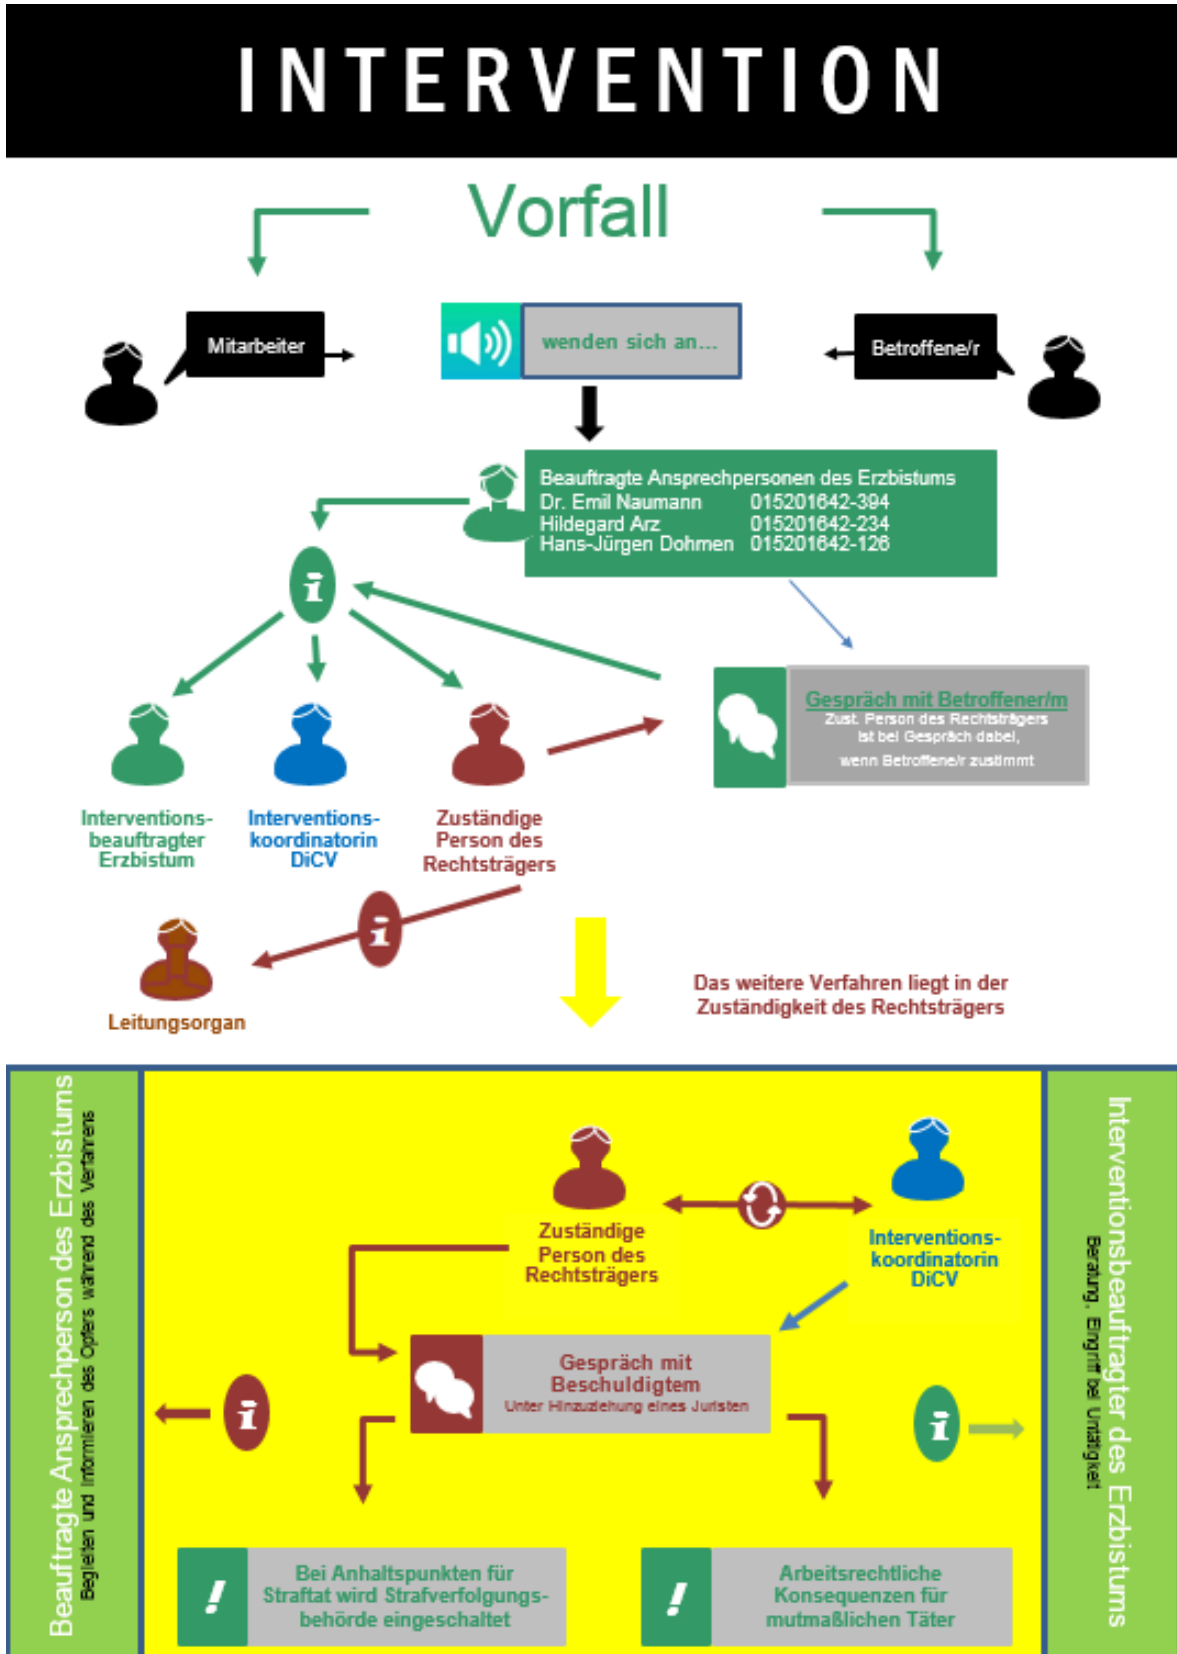 INTERVENTION
Vorfall
Mitarbeiter
wenden sich an...
Betroffene/r
Beauftragte Ansprechpersonen des Erzbistums
Dr. Emil Naumann 015201642-394
Hildegard Arz 015201642-234
Hans-Jürgen Dohmen 015201642-126
i
Gespräch mit Betroffener/m
Zust. Person des Rechtsträgers
ist bei Gespräch dabei,
wenn Betroffene/r zustimmt
Interventions-
beauftragter
Erzbistum
Interventions-
koordinatorin
DiCV
Zuständige
Person des
Rechtsträgers
i
Leitungsorgan
Das weitere Verfahren liegt in der
Zuständigkeit des Rechtsträgers
Beauftragte Ansprechperson des Erzbistums
Begleiten und Informieren des Opfers während des Verfahrens
Zuständige
Person des
Rechtsträgers
Interventions-
koordinatorin
DiCV
Gespräch mit
Beschuldigtem
Unter Hinzuziehung eines Juristen
i
i
! Bei Anhaltspunkten für
Straftat wird Strafverfolgungs-
behörde eingeschaltet
! Arbeitsrechtliche
Konsequenzen für
mutmaßlichen Täter
Interventionsbeauftragter des Erzbistums
Beratung, Eingriff bei Untätigkeit